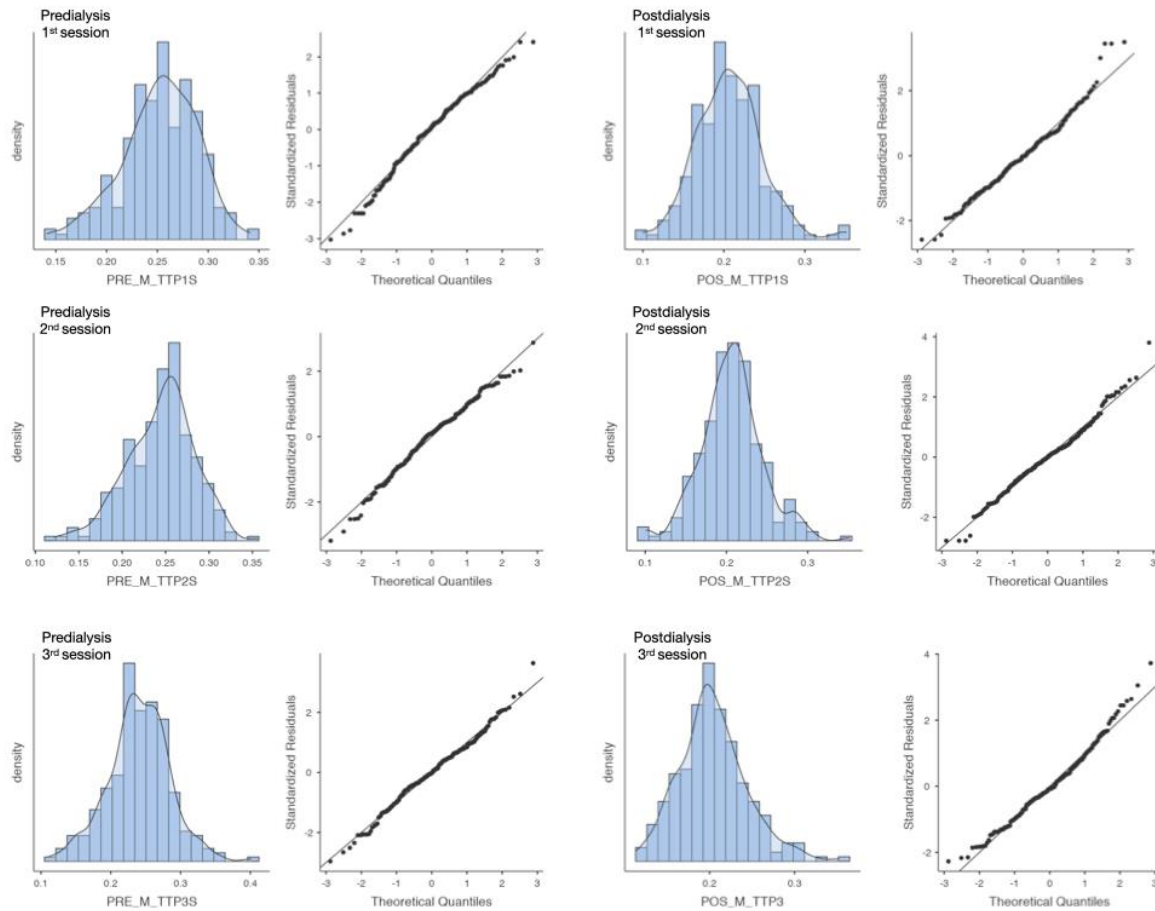 Predialysis
1st session
density
0.15 0.20 0.25 0.30 0.35
PRE_M_TTP1S
Standardized Residuals
2
1
0
-1
-2
-3
-3 -2 -1 0 1 2 3
Theoretical Quantiles
Postdialysis
1st session
density
0.1 0.2 0.3
POS_M_TTP1S
Standardized Residuals
2
0
-2
-3 -2 -1 0 1 2 3
Theoretical Quantiles
Predialysis
2nd session
density
0.10 0.15 0.20 0.25 0.30 0.35
PRE_M_TTP2S
Standardized Residuals
2
0
-2
-3 -2 -1 0 1 2 3
Theoretical Quantiles
Postdialysis
2nd session
density
0.1 0.2 0.3
POS_M_TTP2S
Standardized Residuals
4
2
0
-2
-3 -2 -1 0 1 2 3
Theoretical Quantiles
Predialysis
3rd session
density
0.1 0.2 0.3 0.4
PRE_M_TTP3S
Standardized Residuals
2
0
-2
-3 -2 -1 0 1 2 3
Theoretical Quantiles
Postdialysis
3rd session
density
0.2 0.3
POS_M_TTP3
Standardized Residuals
4
2
0
-2
-3 -2 -1 0 1 2 3
Theoretical Quantiles